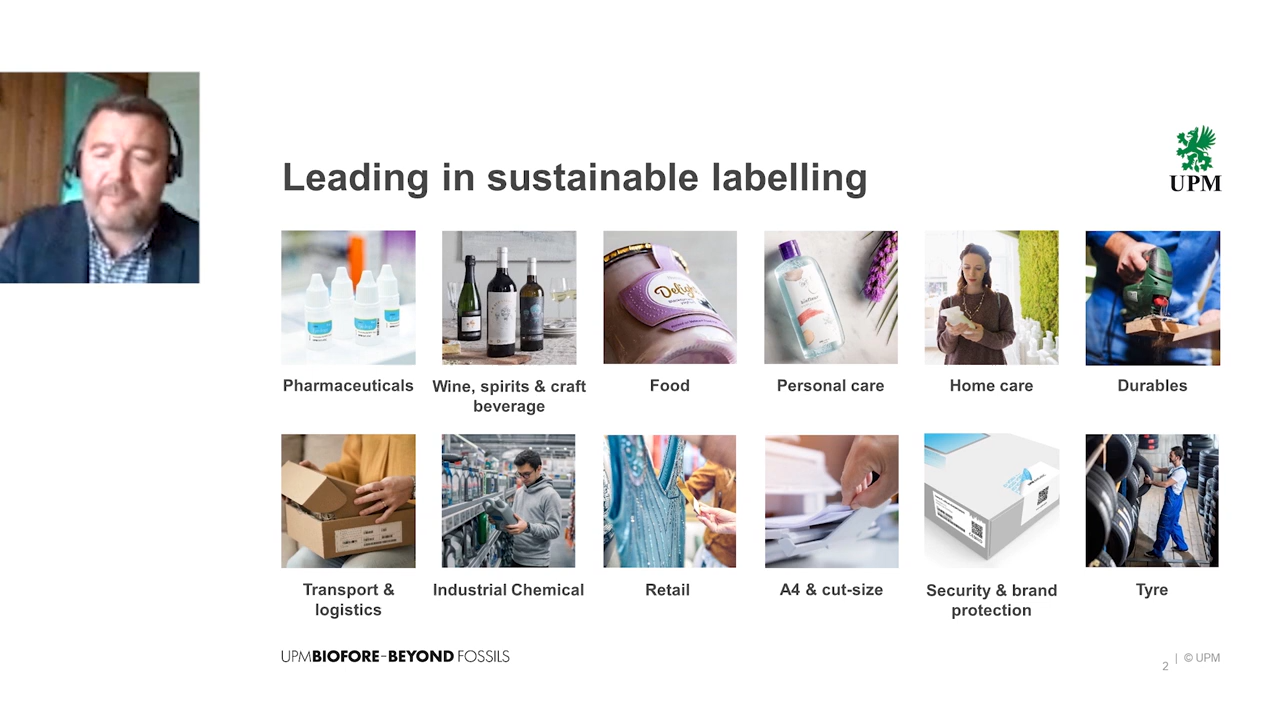 Leading in sustainable labelling
UPM
Delight
Pharmaceuticals
Wine, spirits & craft
beverage
Food
Personal care
Home care
Durables
Transport &
logistics
Industrial Chemical
Retail
A4 & cut-size
Security & brand
protection
Tyre
UPMBIOFORE–BEYOND FOSSILS
2 | © UPM